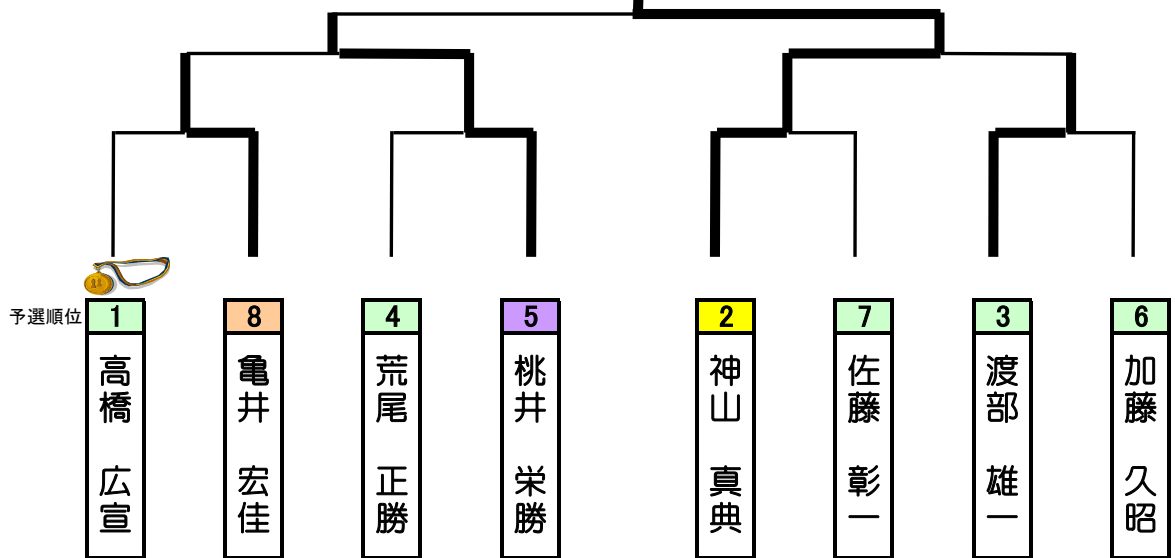 予選順位 1 8 4 5 2 7 3 6
高橋 広宣
亀井 宏佳
荒尾 正勝
桃井 栄勝
神山 真典
佐藤 彰一
渡部 雄一
加藤 久昭